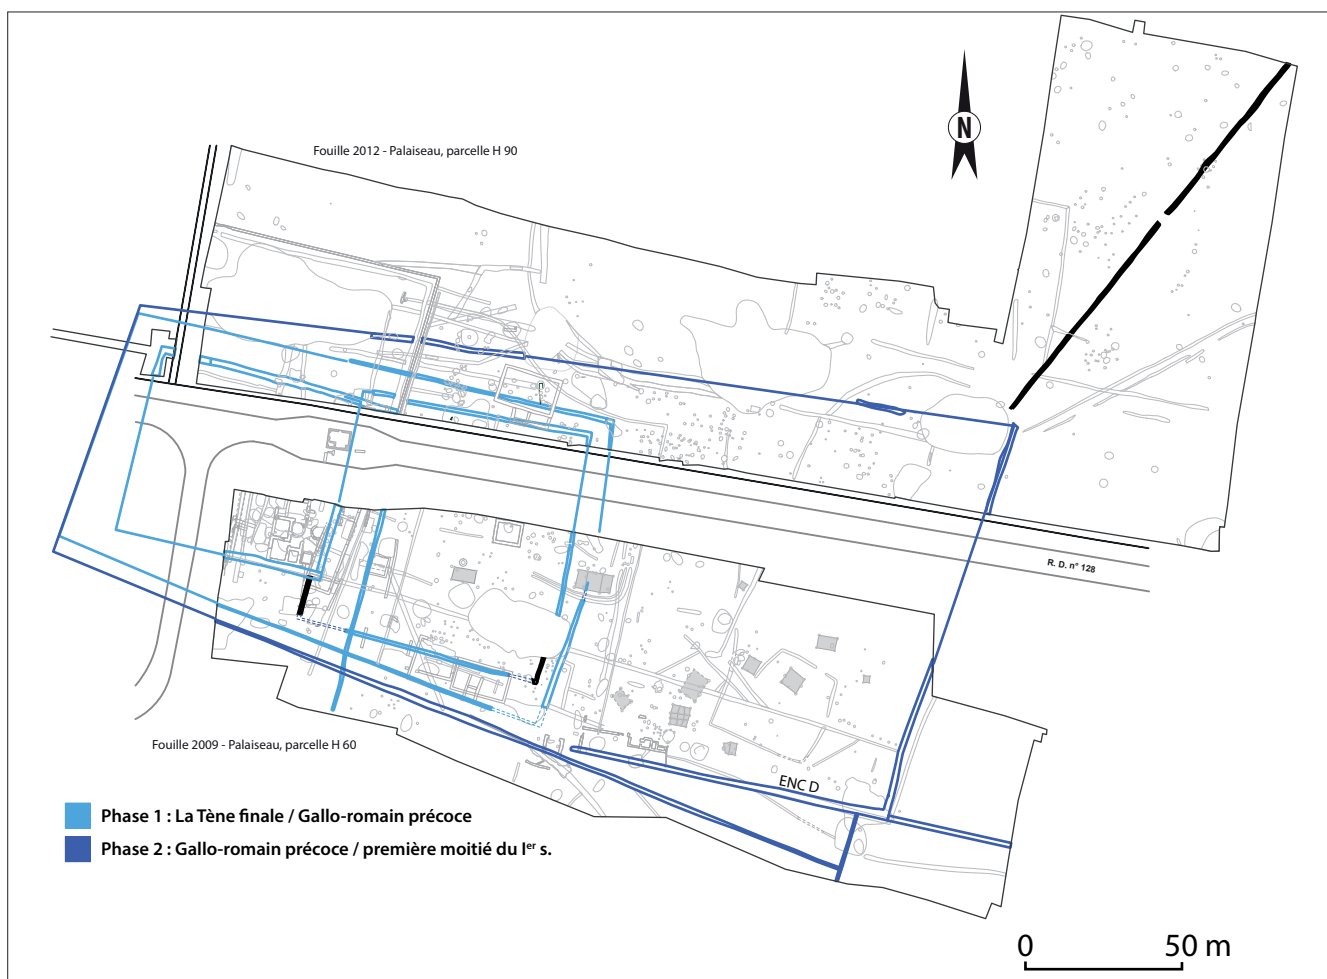 Fouille 2012 - Palaiseau, parcelle H 90
N
R. D. n° 128
Fouille 2009 - Palaiseau, parcelle H 60
ENC D
Phase 1 : La Tène finale / Gallo-romain précoce
Phase 2 : Gallo-romain précoce / première moitié du Ier s.
0 50 m